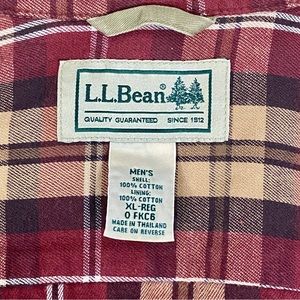 L.L.Bean
QUALITY GUARANTEED SINCE 1912
MEN'S
SHELL:
100% COTTON
LINING:
100% COTTON
XL-REG
0 FKC6
MADE IN THAILAND
CARE ON REVERSE